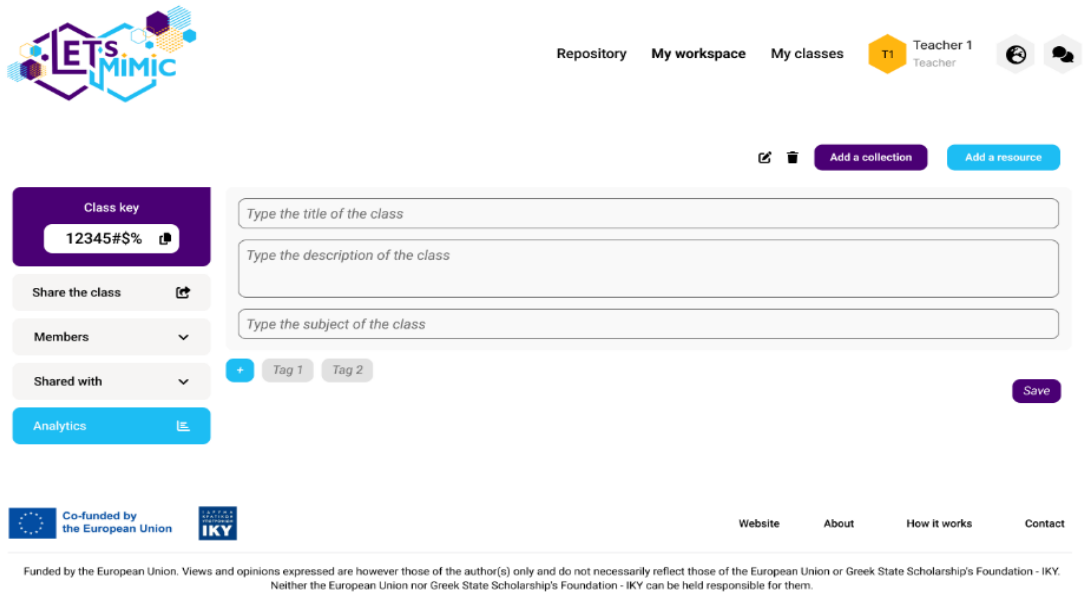 LET'S
MiMiC
Repository
My workspace
My classes
T1
Teacher 1
Teacher
Add a collection
Add a resource
Class key
12345#$%
Share the class
Members
Shared with
Analytics
Type the title of the class
Type the description of the class
Type the subject of the class
+
Tag 1
Tag 2
Save
Co-funded by
the European Union
IKY
Website
About
How it works
Contact
Funded by the European Union. Views and opinions expressed are however those of the author(s) only and do not necessarily reflect those of the European Union or Greek State Scholarship's Foundation - IKY.
Neither the European Union nor Greek State Scholarship's Foundation - IKY can be held responsible for them.